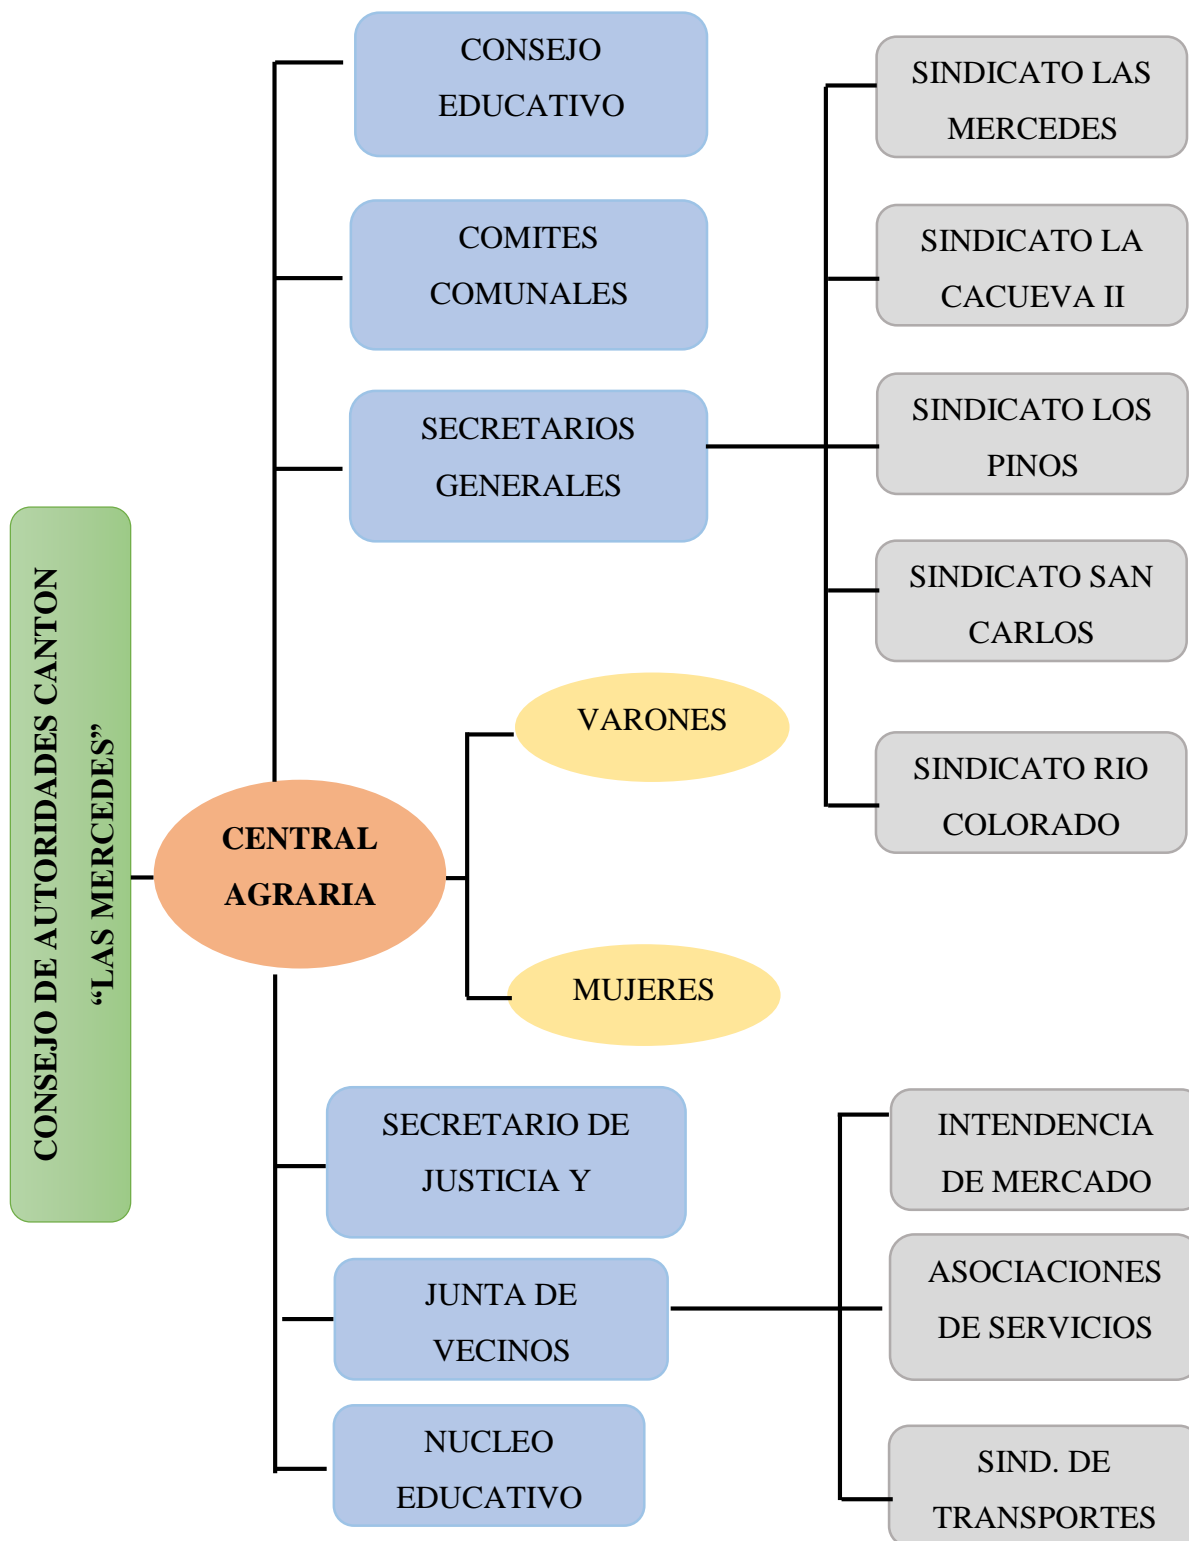 CONSEJO
EDUCATIVO
COMITES
COMUNALES
SECRETARIOS
GENERALES
SINDICATO LAS
MERCEDES
SINDICATO LA
CACUEVA II
SINDICATO LOS
PINOS
SINDICATO SAN
CARLOS
SINDICATO RIO
COLORADO
CONSEJO DE AUTORIDADES CANTON
“LAS MERCEDES”
CENTRAL
AGRARIA
VARONES
MUJERES
SECRETARIO DE
JUSTICIA Y
JUNTA DE
VECINOS
NUCLEO
EDUCATIVO
INTENDENCIA
DE MERCADO
ASOCIACIONES
DE SERVICIOS
SIND. DE
TRANSPORTES